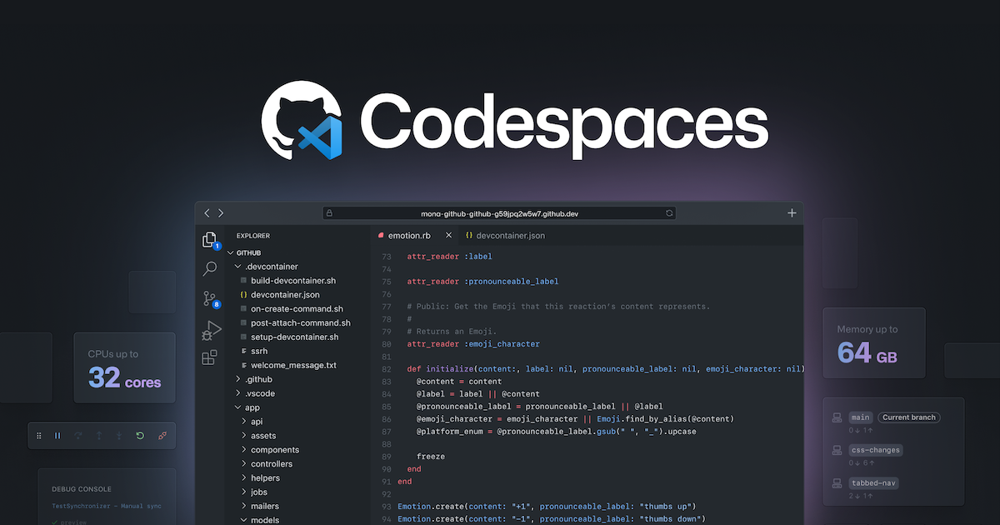 Codespaces
mona-github-github-g59jpq2w5w7.github.dev
EXPLORER
1
GITHUB
.devcontainer
build-devcontainer.sh
devcontainer.json
on-create-command.sh
8
post-attach-command.sh
setup-devcontainer.sh
ssrh
welcome_message.txt
.github
.vscode
app
api
assets
components
controllers
helpers
jobs
mailers
models
emotion.rb
devcontainer.json
73 attr_reader :label
74
75 attr_reader :pronounceable_label
76
77 # Public: Get the Emoji that this reaction's content represents.
78 #
79 # Returns an Emoji.
80 attr_reader :emoji_character
81
82 def initialize(content:, label: nil, pronounceable_label: nil, emoji_character: nil)
83 @content = content
84 @label = label || @content
85 @pronounceable_label = pronounceable_label || @label
86 @emoji_character = emoji_character || Emoji.find_by_alias(@content)
87 @platform_enum = @pronounceable_label.gsub(" ", "_").upcase
88
89 freeze
90 end
91 end
92
93 Emotion.create(content: "+1", pronounceable_label: "thumbs up")
94 Emotion.create(content: "-1", pronounceable_label: "thumbs down")
CPUs up to
32 cores
DEBUG CONSOLE
TestSynchronizer - Manual sync
✓ preview
Memory up to
64 GB
main Current branch
0↓ 1↑
css-changes
0↓ 6↑
tabbed-nav
2↓ 1↑